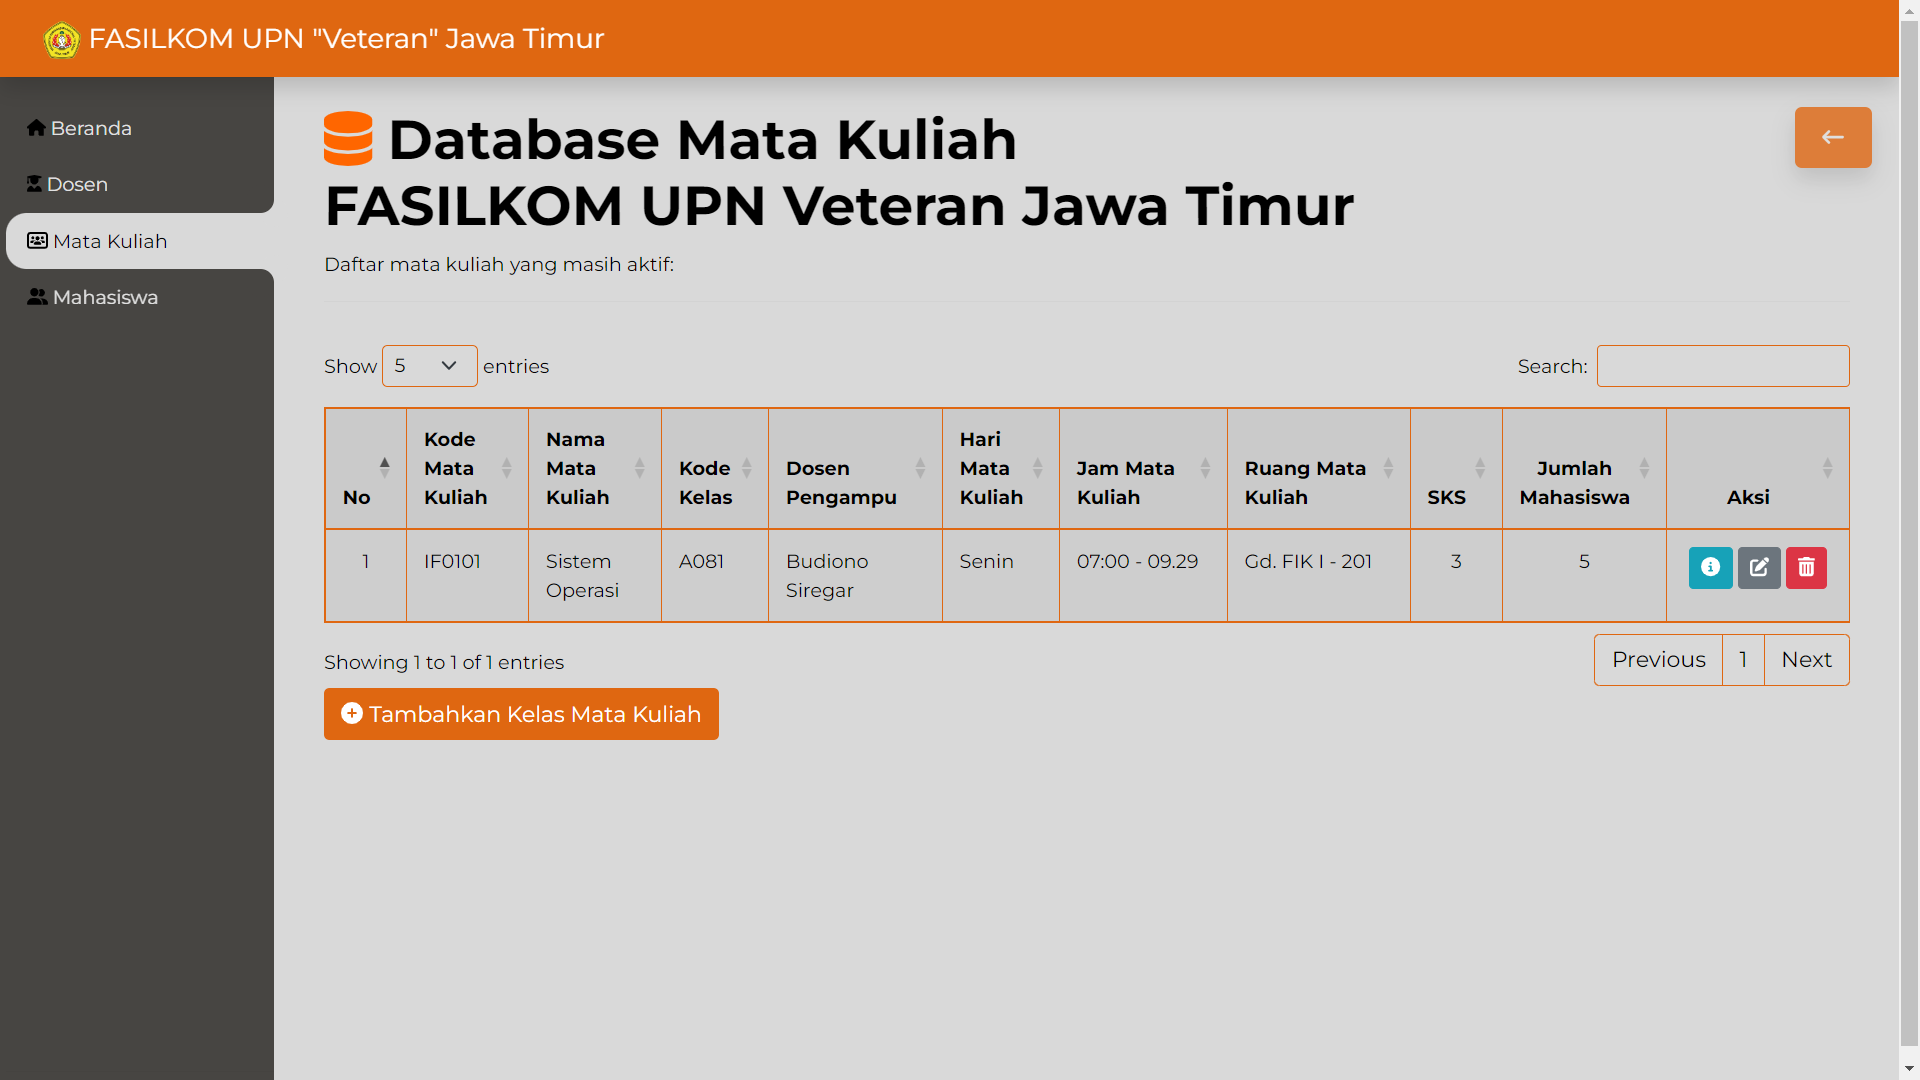 FASILKOM UPN "Veteran" Jawa Timur
Beranda
Dosen
Mata Kuliah
Mahasiswa
Database Mata Kuliah
FASILKOM UPN Veteran Jawa Timur
Daftar mata kuliah yang masih aktif:
Show 5 entries
Search:
No
Kode Mata Kuliah
Nama Mata Kuliah
Kode Kelas
Dosen Pengampu
Hari Mata Kuliah
Jam Mata Kuliah
Ruang Mata Kuliah
SKS
Jumlah Mahasiswa
Aksi
1
IF0101
Sistem Operasi
A081
Budiono Siregar
Senin
07:00 - 09.29
Gd. FIK I - 201
3
5
Showing 1 to 1 of 1 entries
Previous 1 Next
Tambahkan Kelas Mata Kuliah